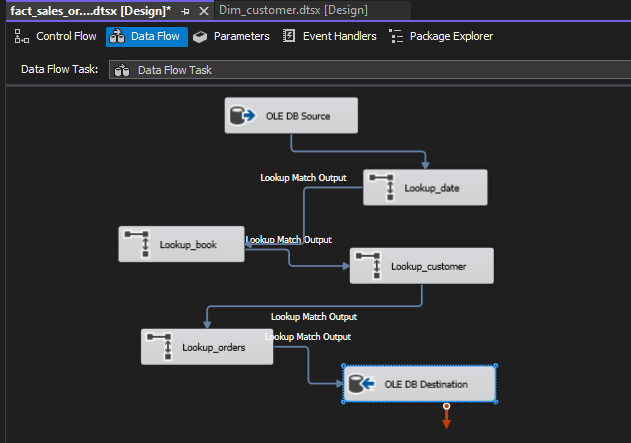 fact_sales_or....dtsx [Design]* Dim_customer.dtsx [Design]
Control Flow Data Flow Parameters Event Handlers Package Explorer
Data Flow Task: Data Flow Task
OLE DB Source
Lookup Match Output
Lookup_date
Lookup_book
Lookup Match Output
Lookup_customer
Lookup Match Output
Lookup_orders
Lookup Match Output
OLE DB Destination